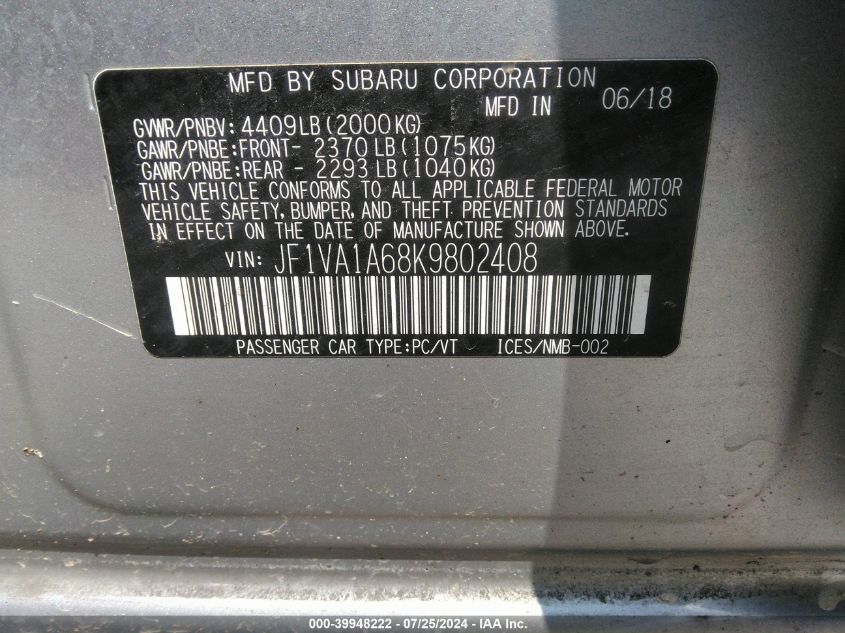 MFD BY SUBARU CORPORATION
MFD IN 06/18
GVWR/PNBV: 4409LB(2000KG)
GAWR/PNBE:FRONT- 2370LB(1075KG)
GAWR/PNBE:REAR - 2293LB(1040KG)
THIS VEHICLE CONFORMS TO ALL APPLICABLE FEDERAL MOTOR
VEHICLE SAFETY, BUMPER, AND THEFT PREVENTION STANDARDS
IN EFFECT ON THE DATE OF MANUFACTURE SHOWN ABOVE.
VIN: JF1VA1A68K9802408
PASSENGER CAR TYPE:PC/VT ICES/NMB-002
000-39948222 - 07/25/2024 - IAA Inc.